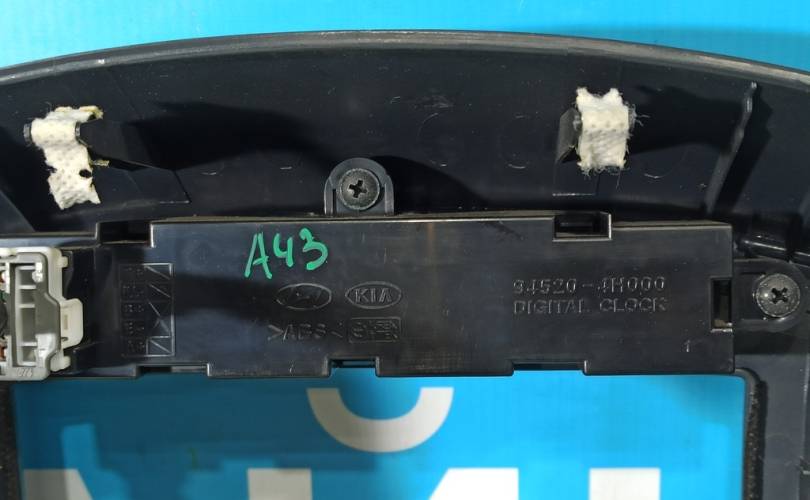 A43
KIA
94520-4H000
DIGITAL CLOCK
>ABS<